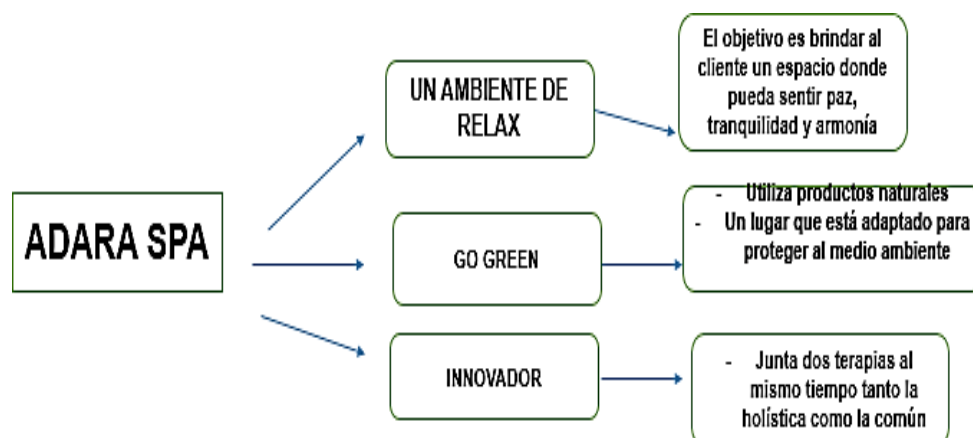 ADARA SPA
UN AMBIENTE DE
RELAX
El objetivo es brindar al
cliente un espacio donde
pueda sentir paz,
tranquilidad y armonía
GO GREEN
- Utiliza productos naturales
- Un lugar que está adaptado para
proteger al medio ambiente
INNOVADOR
- Junta dos terapias al
mismo tiempo tanto la
holística como la común